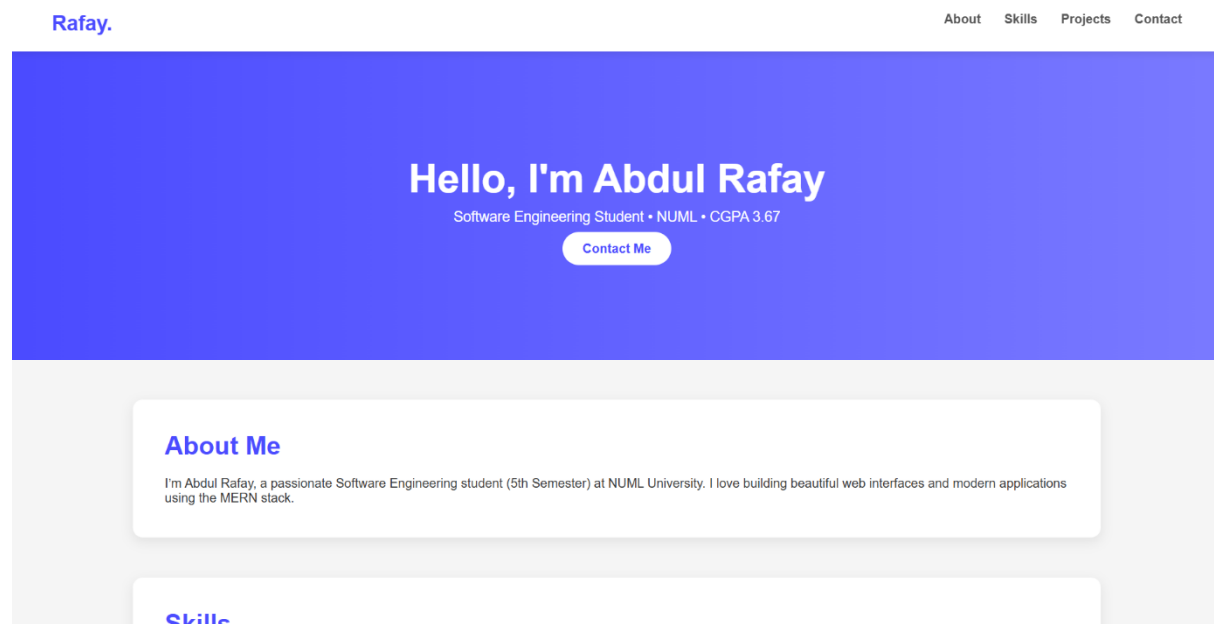 Rafay.
About Skills Projects Contact
Hello, I'm Abdul Rafay
Software Engineering Student • NUML • CGPA 3.67
Contact Me
About Me
I'm Abdul Rafay, a passionate Software Engineering student (5th Semester) at NUML University. I love building beautiful web interfaces and modern applications
using the MERN stack.
Skills